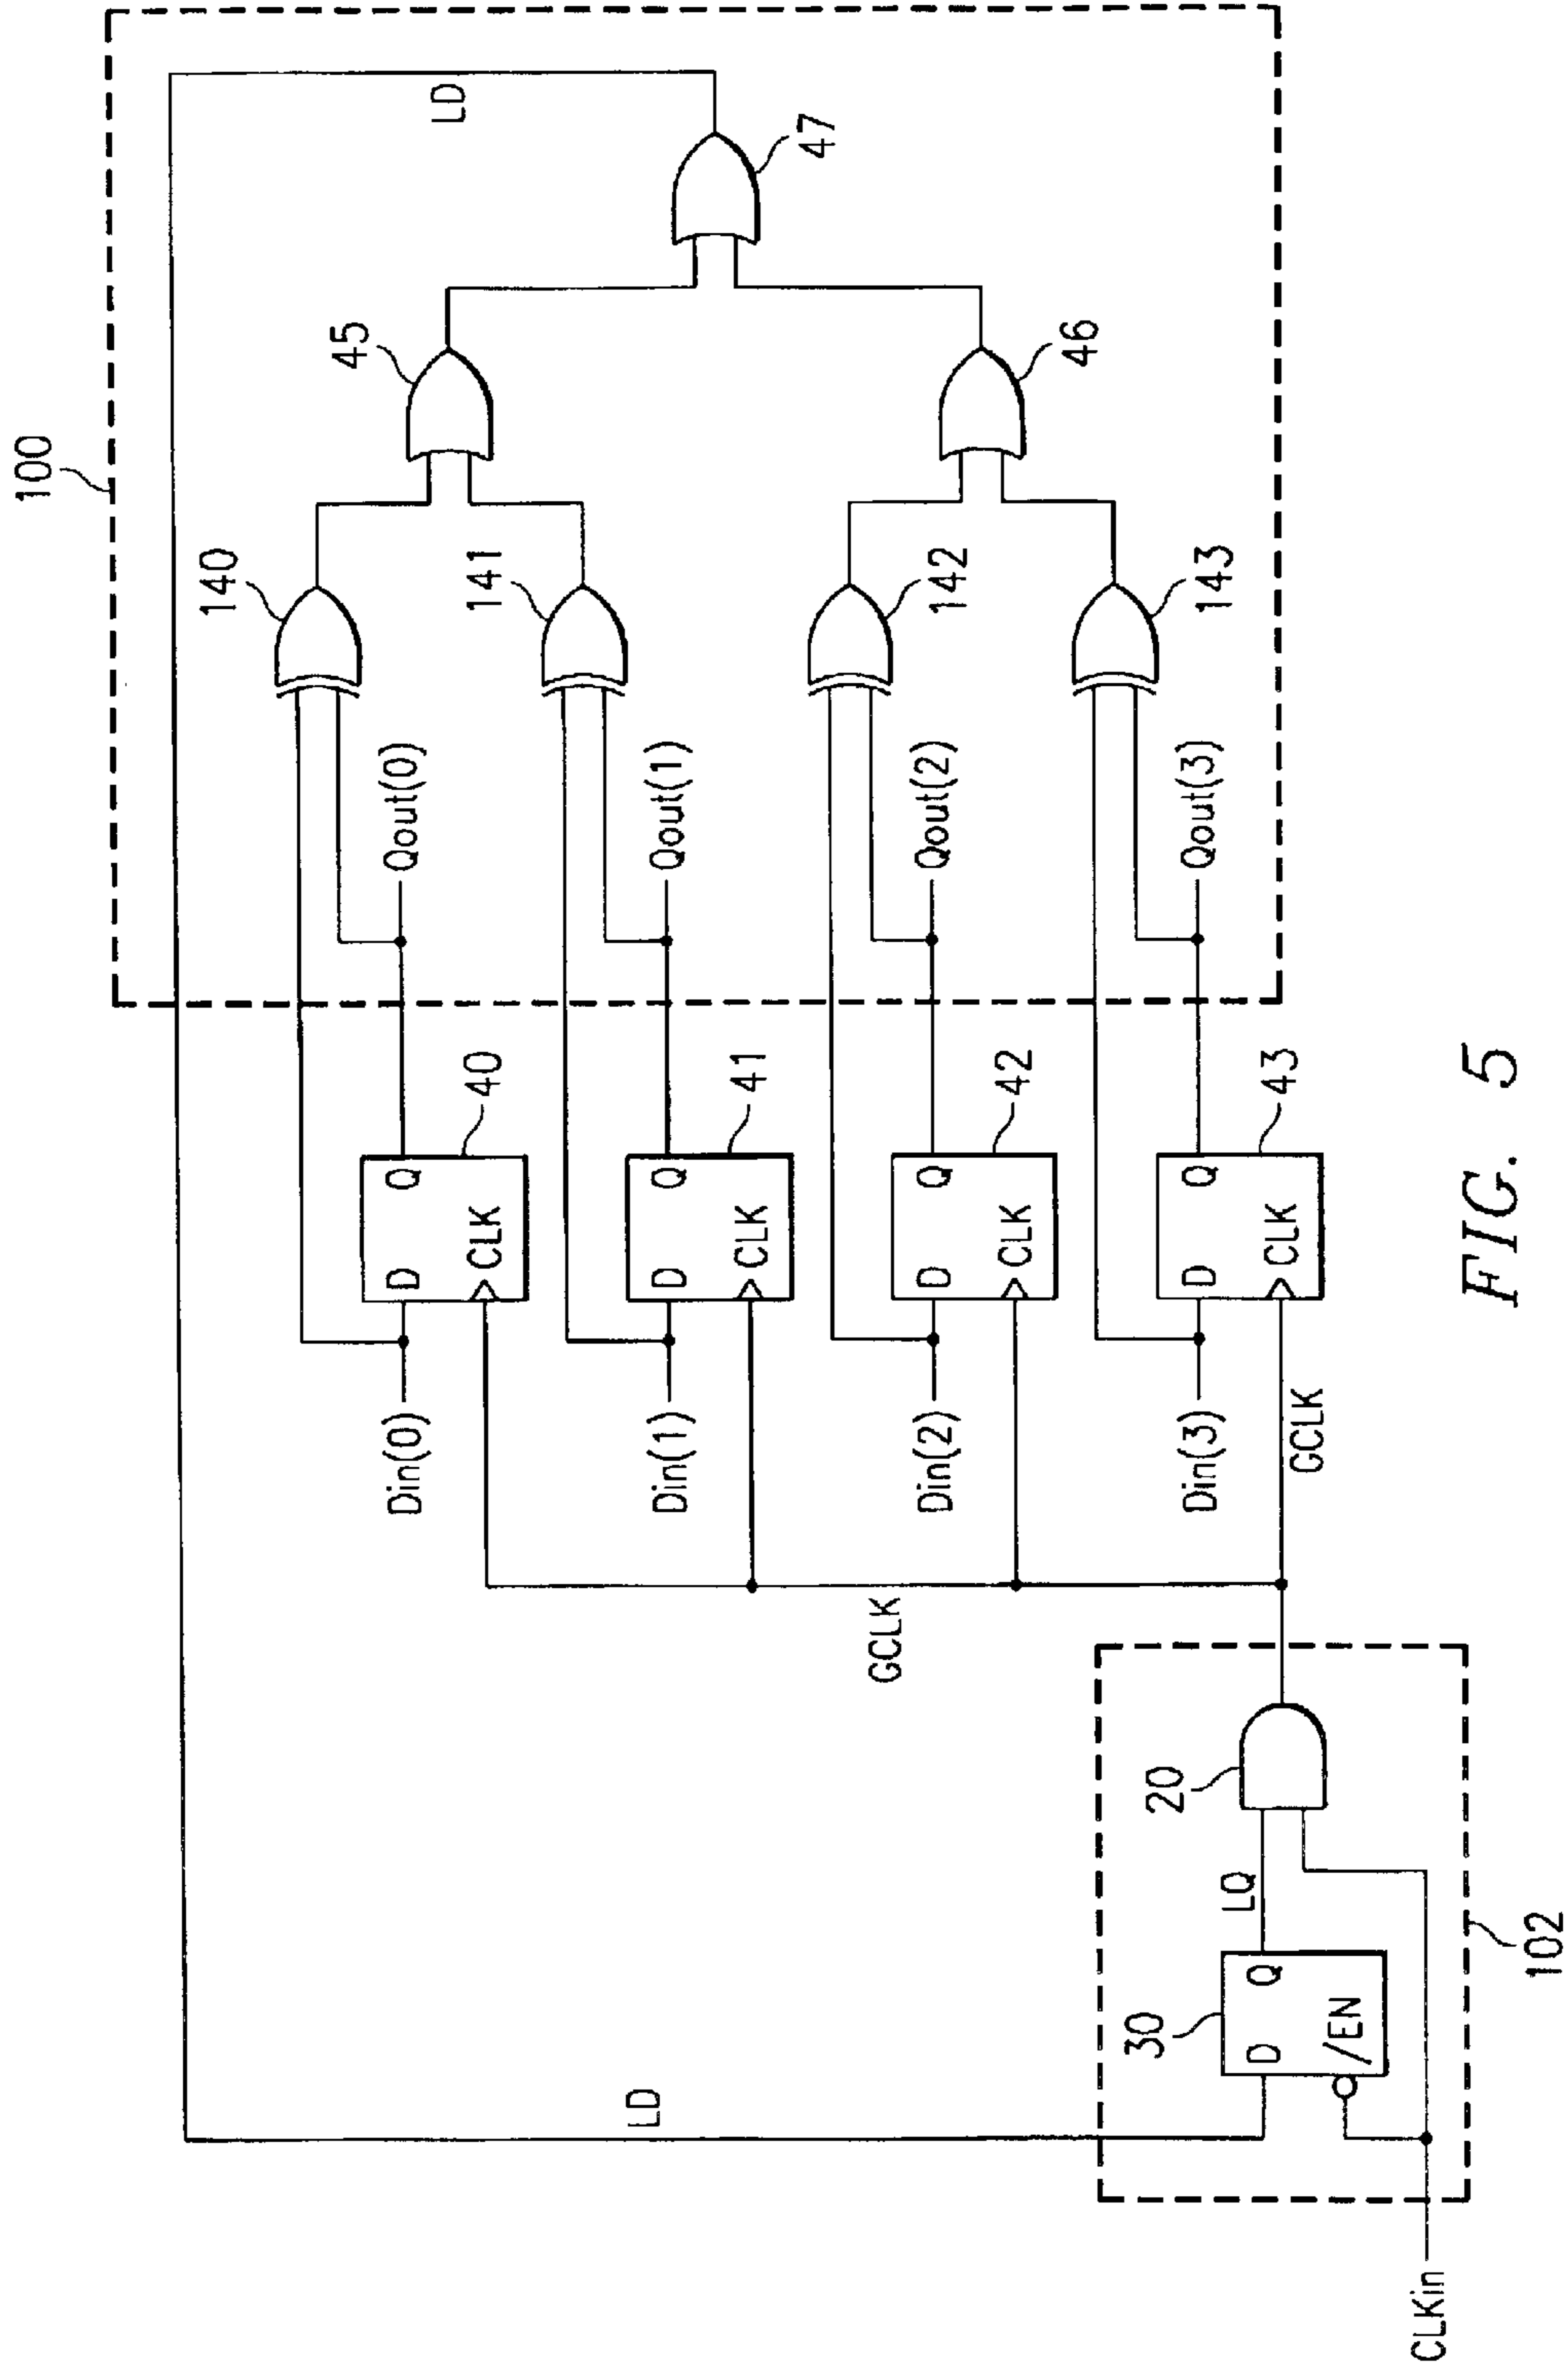 100
LD
140
45
47
141
46
142
143
Qout(0)
Qout(1)
Qout(2)
Qout(3)
D Q
CLK
40
D Q
CLK
41
D Q
CLK
42
D Q
CLK
43
Din(0)
Din(1)
Din(2)
Din(3)
GCLK
GCLK
LD
30
D Q
/EN
LQ
20
102
CLKin
FIG. 5